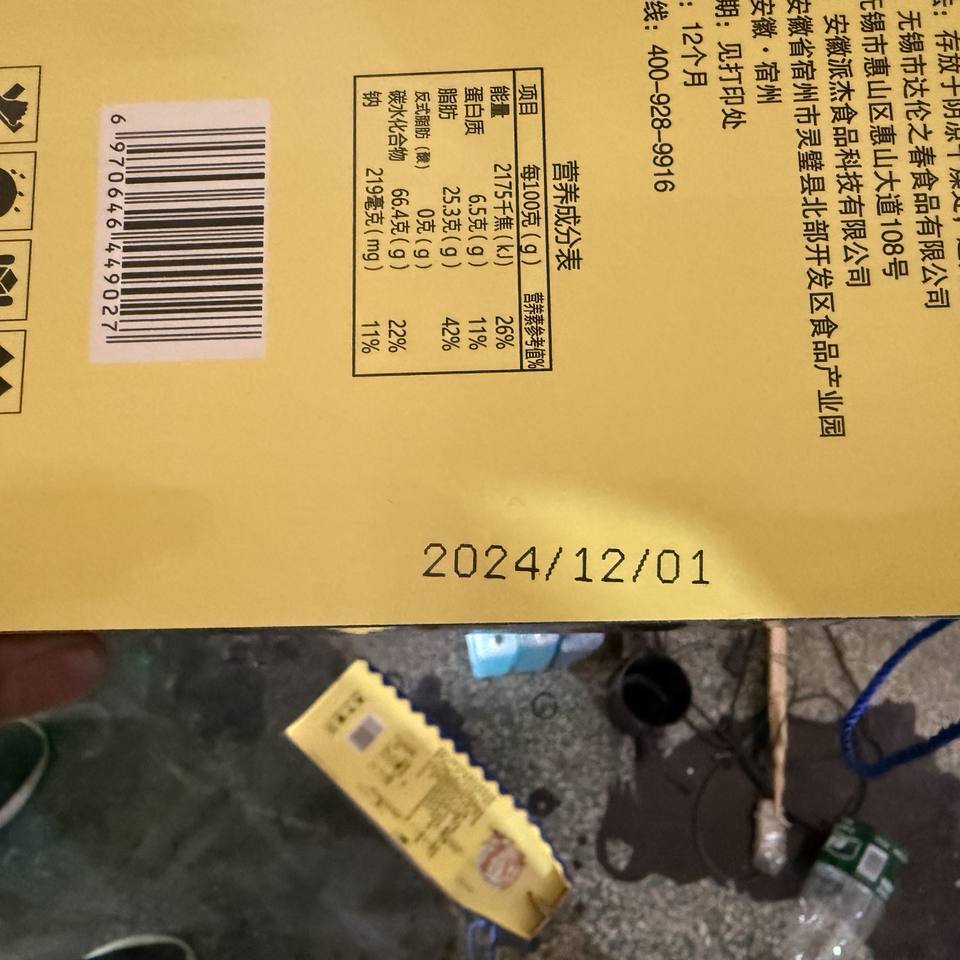 存放于阴凉干燥处,
无锡市达伦之春食品有限公司
无锡市惠山区惠山大道108号
安徽派杰食品科技有限公司
安徽省宿州市灵璧县北部开发区食品产业园
安徽·宿州
期: 见打印处
: 12个月
线: 400-928-9916
营养成分表
项目 每100克(g) 营养素参考值%
能量 2175千焦(kJ) 26%
蛋白质 6.5克(g) 11%
脂肪 25.3克(g) 42%
反式脂肪(酸) 0克(g)
碳水化合物 66.4克(g) 22%
钠 219毫克(mg) 11%
6 970646 449027
2024/12/01